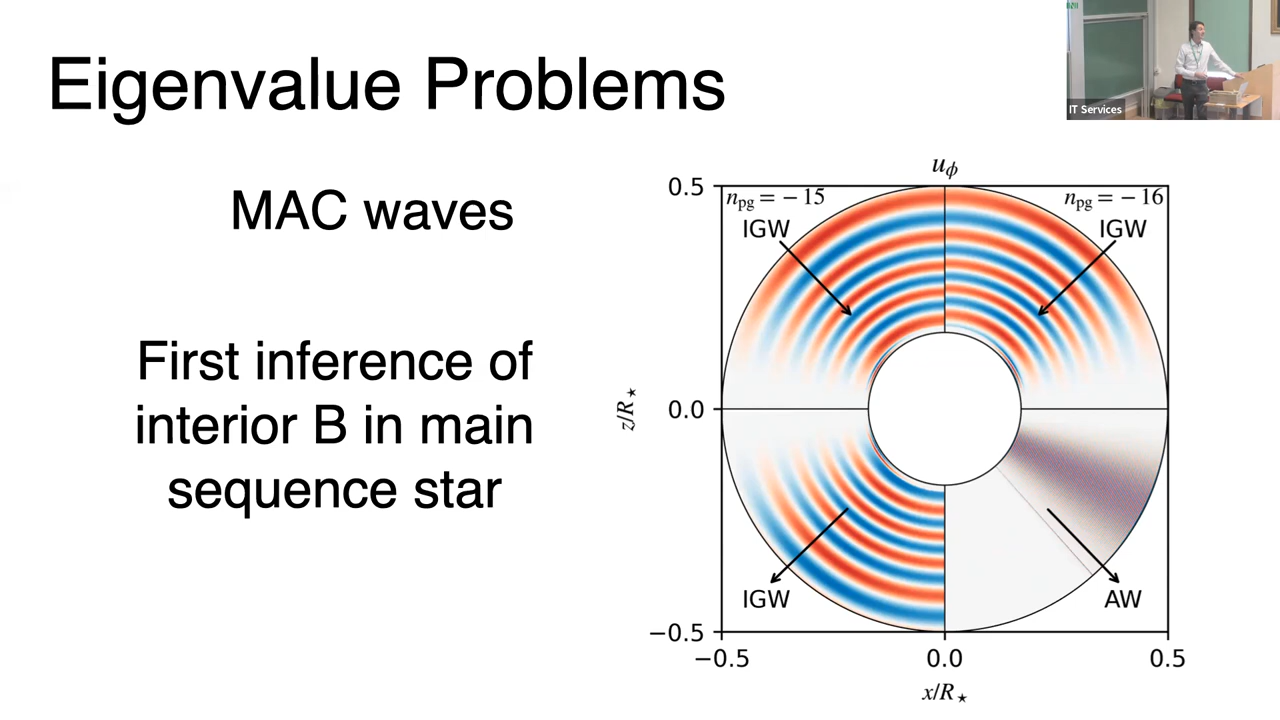 Eigenvalue Problems
IT Services
MAC waves
First inference of
interior B in main
sequence star
u_ϕ
n_pg = − 15
n_pg = − 16
IGW
IGW
IGW
AW
0.5
0.0
−0.5
z/R⋆
−0.5
0.0
0.5
x/R⋆